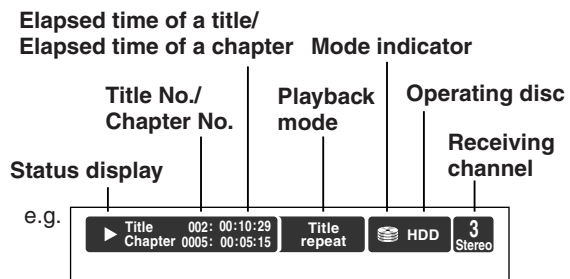 Elapsed time of a title/
Elapsed time of a chapter
Mode indicator
Title No./
Chapter No.
Playback
mode
Operating disc
Receiving
channel
Status display
e.g.
Title 002: 00:10:29
Chapter 0005: 00:05:15
Title
repeat
HDD
3
Stereo